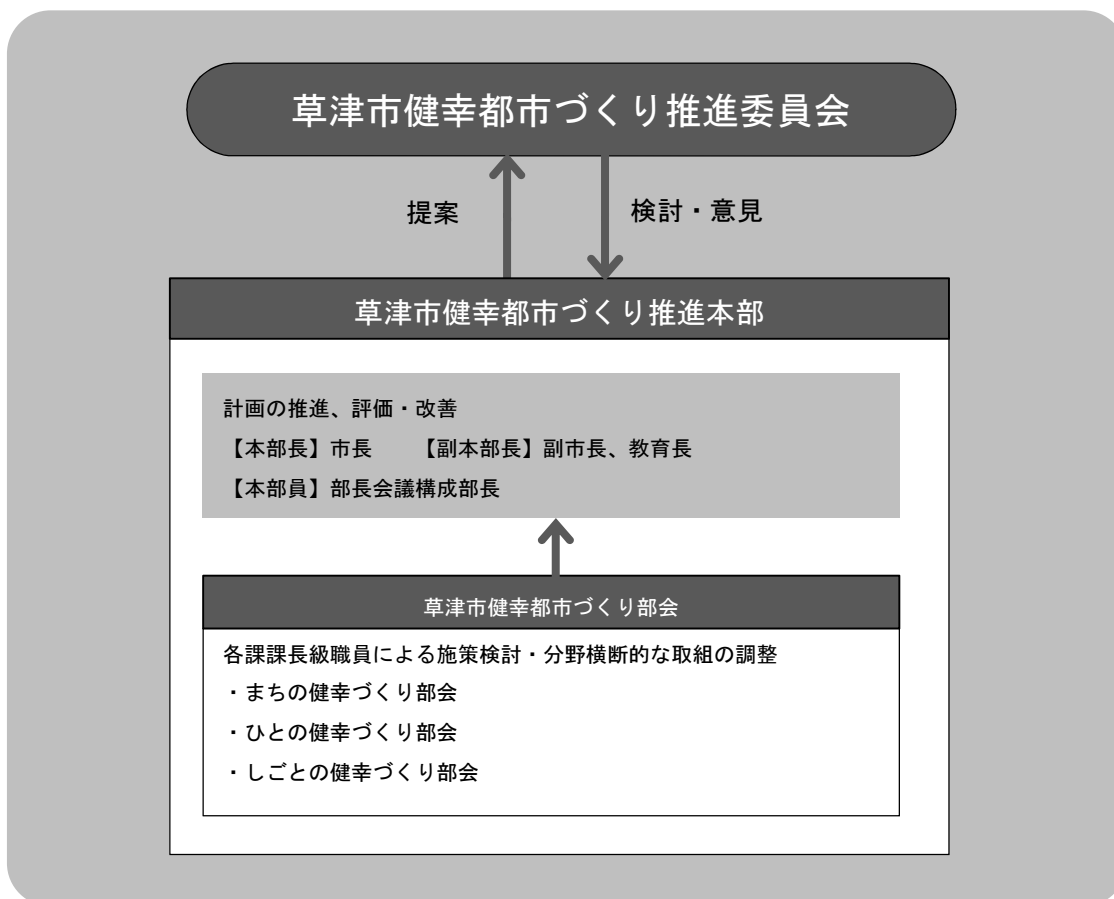 草津市健幸都市づくり推進委員会
提案
検討・意見
草津市健幸都市づくり推進本部
計画の推進、評価・改善
【本部長】市長　　【副本部長】副市長、教育長
【本部員】部長会議構成部長
草津市健幸都市づくり部会
各課課長級職員による施策検討・分野横断的な取組の調整
・まちの健幸づくり部会
・ひとの健幸づくり部会
・しごとの健幸づくり部会